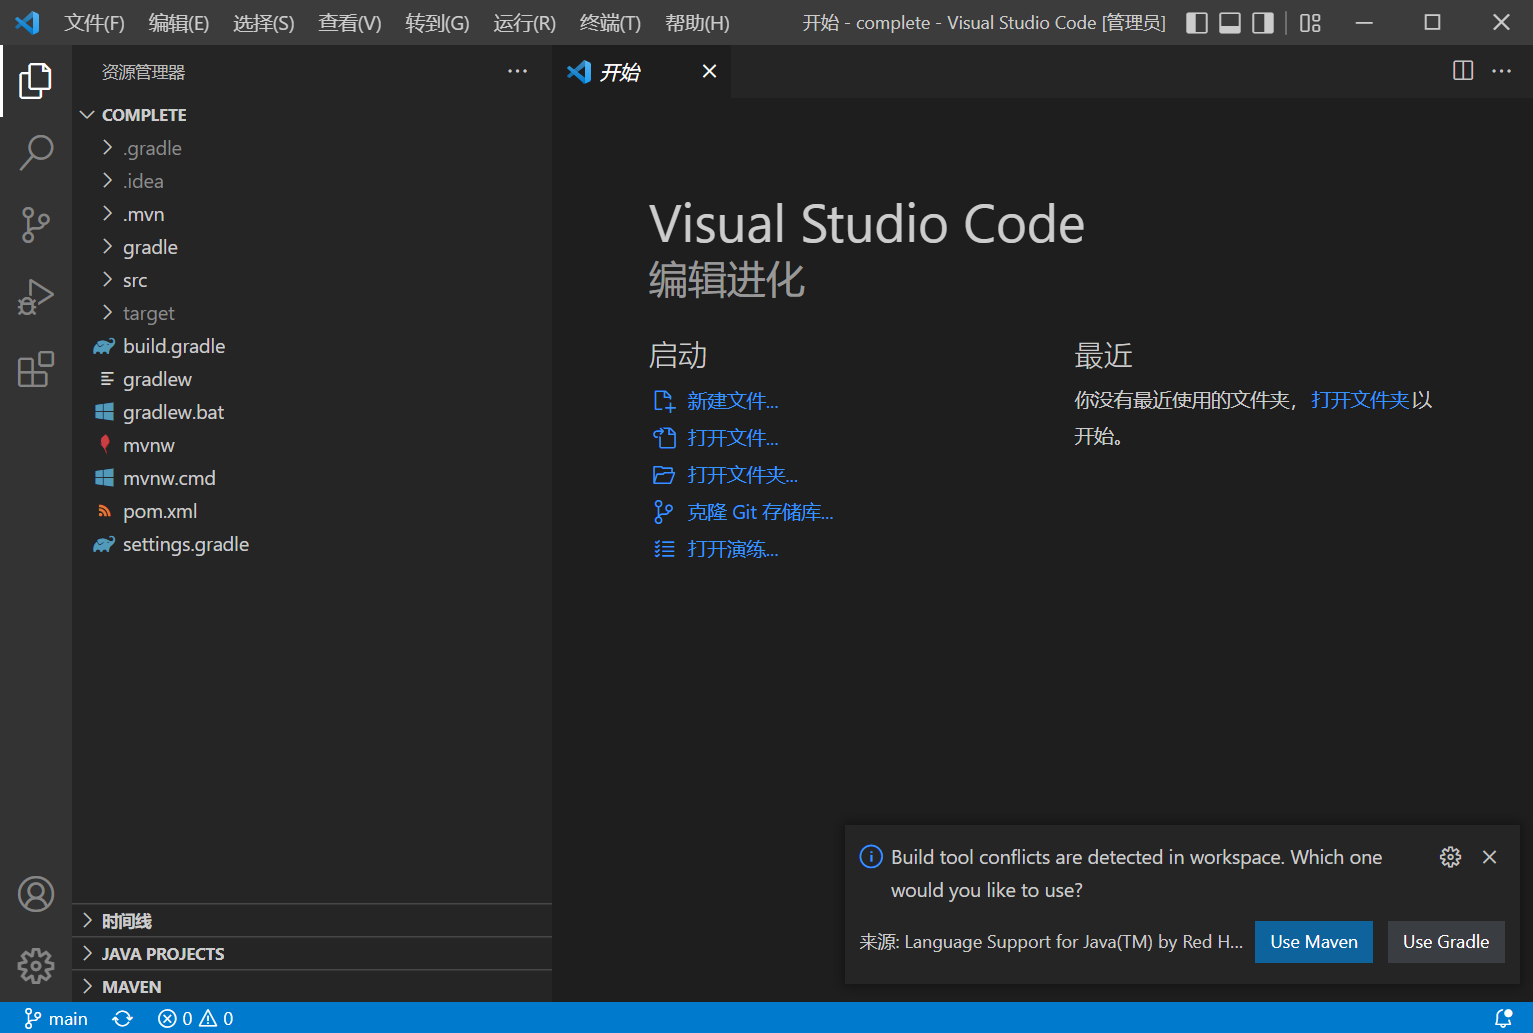 文件(F) 编辑(E) 选择(S) 查看(V) 转到(G) 运行(R) 终端(T) 帮助(H) 开始 - complete - Visual Studio Code [管理员]
资源管理器
开始
COMPLETE
.gradle
.idea
.mvn
gradle
src
target
build.gradle
gradlew
gradlew.bat
mvnw
mvnw.cmd
pom.xml
settings.gradle
Visual Studio Code
编辑进化
启动
新建文件...
打开文件...
打开文件夹...
克隆 Git 存储库...
打开演练...
最近
你没有最近使用的文件夹，打开文件夹以
开始。
Build tool conflicts are detected in workspace. Which one
would you like to use?
来源: Language Support for Java(TM) by Red H...
Use Maven
Use Gradle
时间线
JAVA PROJECTS
MAVEN
main 0 0